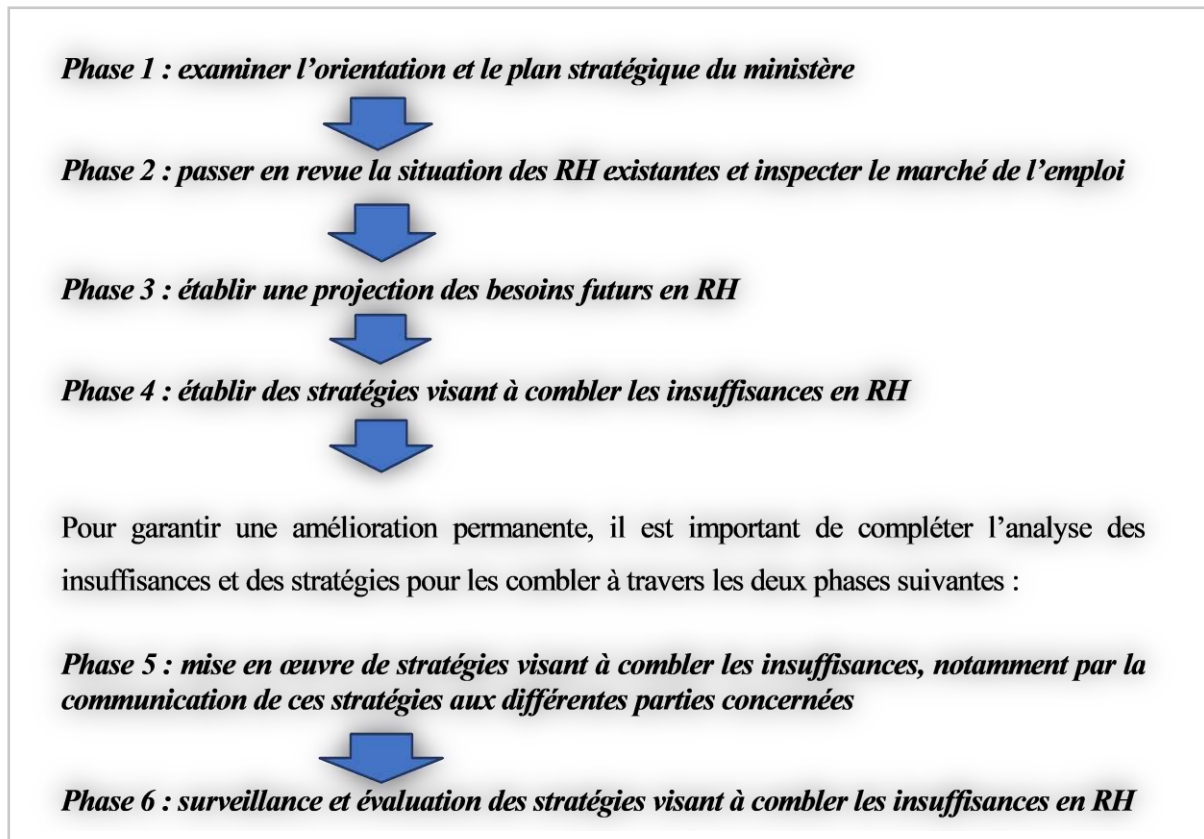 Phase 1 : examiner l’orientation et le plan stratégique du ministère
Phase 2 : passer en revue la situation des RH existantes et inspecter le marché de l’emploi
Phase 3 : établir une projection des besoins futurs en RH
Phase 4 : établir des stratégies visant à combler les insuffisances en RH
Pour garantir une amélioration permanente, il est important de compléter l’analyse des
insuffisances et des stratégies pour les combler à travers les deux phases suivantes :
Phase 5 : mise en œuvre de stratégies visant à combler les insuffisances, notamment par la
communication de ces stratégies aux différentes parties concernées
Phase 6 : surveillance et évaluation des stratégies visant à combler les insuffisances en RH